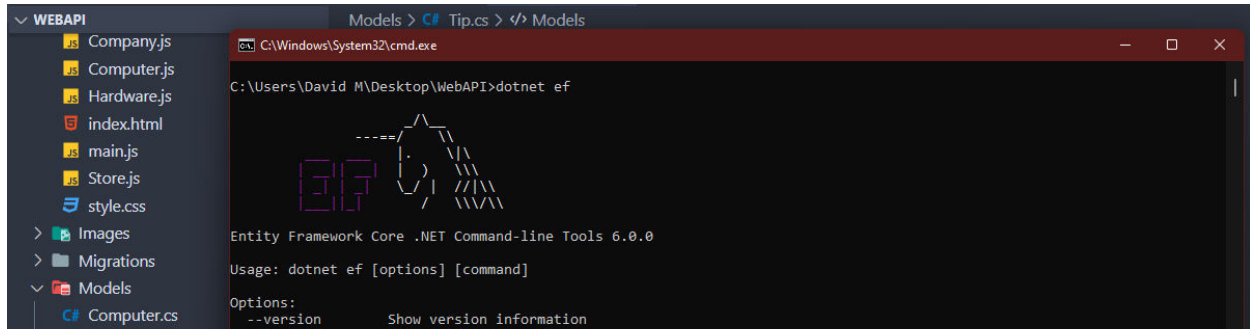 WEBAPI
Company.js
Computer.js
Hardware.js
index.html
main.js
Store.js
style.css
Images
Migrations
Models
Computer.cs
Models > C# Tip.cs > Models
C:\Windows\System32\cmd.exe
C:\Users\David M\Desktop\WebAPI>dotnet ef
EF
Entity Framework Core .NET Command-line Tools 6.0.0
Usage: dotnet ef [options] [command]
Options:
--version Show version information